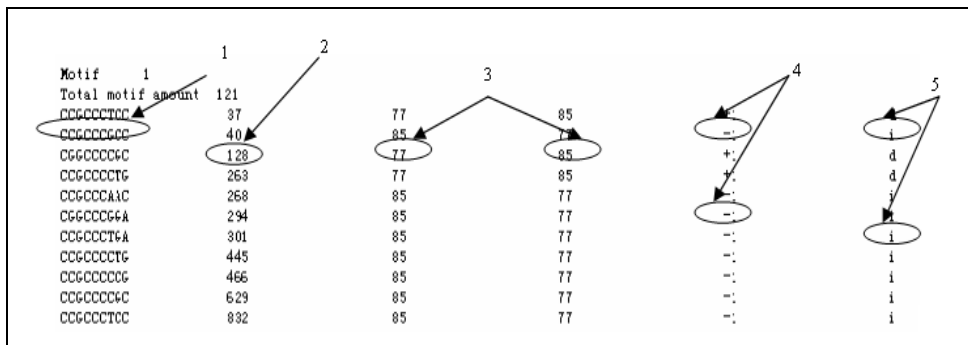 1 2 3 4 5
Motif 1
Total motif amount 121
CCGCCCTCC 37 77 85
CCGCCCGCC 40 85 77 -: i
CGGCCCCGC 128 77 85 +: d
CCGCCCCTG 263 77 85 +: d
CCGCCCAAC 268 85 77 -: i
CGGCCCGGA 294 85 77 -: i
CCGCCCTGA 301 85 77 -: i
CCGCCCCTG 445 85 77 -: i
CCGCCCCCG 466 85 77 -: i
CCGCCCCGC 629 85 77 -: i
CCGCCCTCC 832 85 77 -: i